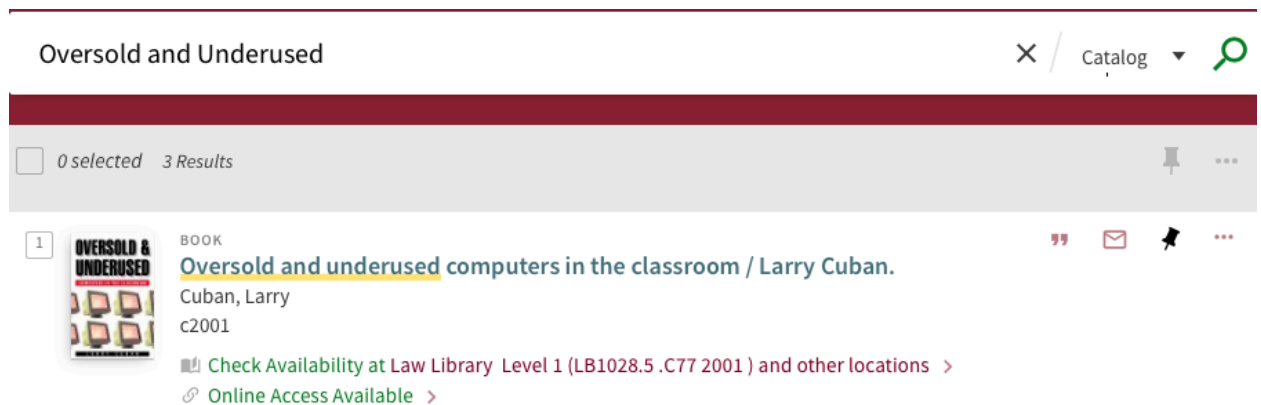 Oversold and Underused
Catalog
0 selected 3 Results
1
OVERSOLD &
UNDERUSED
BOOK
Oversold and underused computers in the classroom / Larry Cuban.
Cuban, Larry
c2001
Check Availability at Law Library Level 1 (LB1028.5 .C77 2001 ) and other locations
Online Access Available